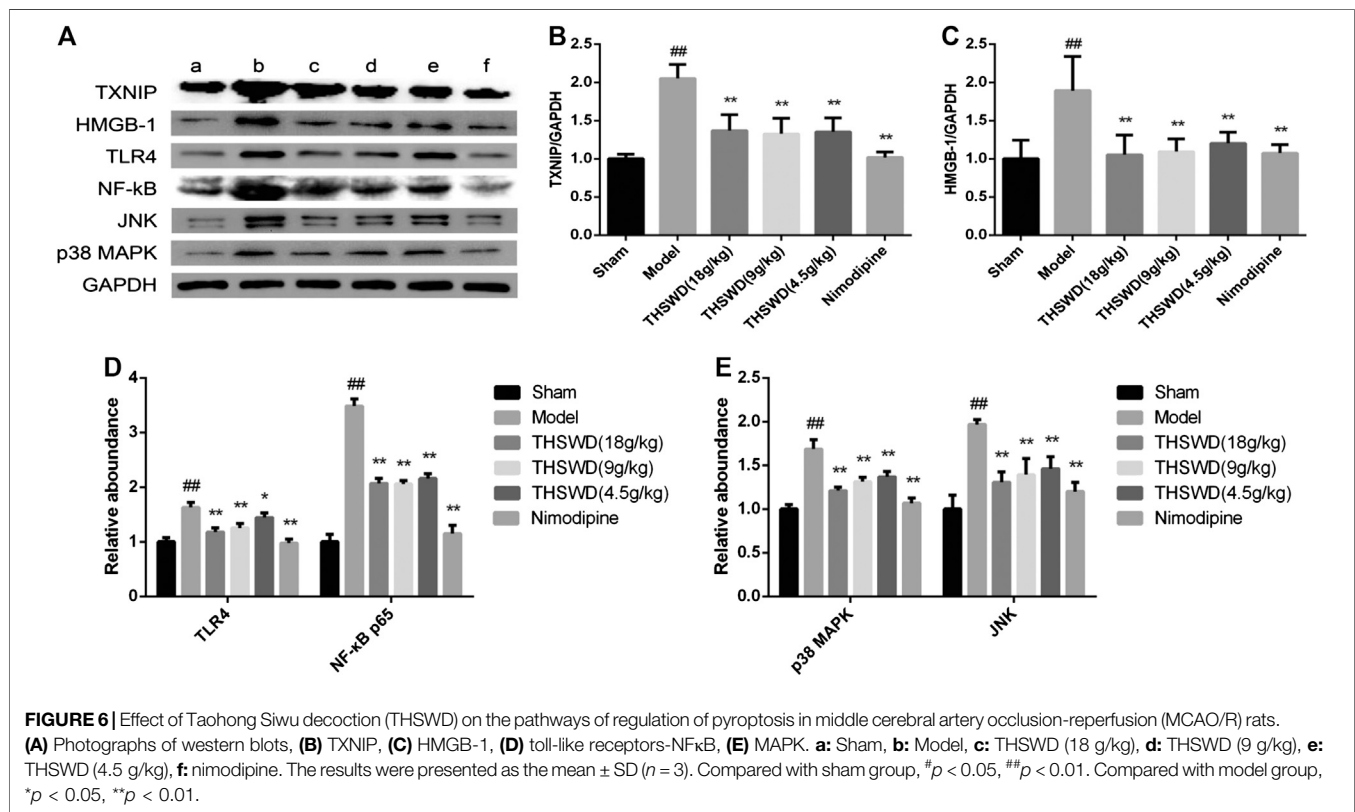 A
a b c d e f
TXNIP
HMGB-1
TLR4
NF-kB
JNK
p38 MAPK
GAPDH
B
TXNIP/GAPDH
2.5
2.0
1.5
1.0
0.5
0.0
##
**
**
**
**
Sham
Model
THSWD(18g/kg)
THSWD(9g/kg)
THSWD(4.5g/kg)
Nimodipine
C
HMGB-1/GAPDH
2.5
2.0
1.5
1.0
0.5
0.0
##
**
**
**
**
Sham
Model
THSWD(18g/kg)
THSWD(9g/kg)
THSWD(4.5g/kg)
Nimodipine
D
Relative aboundance
4
3
2
1
0
##
**
**
*
**
##
**
**
**
**
TLR4
NF-κB p65
Sham
Model
THSWD(18g/kg)
THSWD(9g/kg)
THSWD(4.5g/kg)
Nimodipine
E
Relative aboundance
2.5
2.0
1.5
1.0
0.5
0.0
##
**
**
**
**
##
**
**
**
**
p38 MAPK
JNK
Sham
Model
THSWD(18g/kg)
THSWD(9g/kg)
THSWD(4.5g/kg)
Nimodipine
FIGURE 6 | Effect of Taohong Siwu decoction (THSWD) on the pathways of regulation of pyroptosis in middle cerebral artery occlusion-reperfusion (MCAO/R) rats.
(A) Photographs of western blots, (B) TXNIP, (C) HMGB-1, (D) toll-like receptors-NFκB, (E) MAPK. a: Sham, b: Model, c: THSWD (18 g/kg), d: THSWD (9 g/kg), e:
THSWD (4.5 g/kg), f: nimodipine. The results were presented as the mean ± SD (n = 3). Compared with sham group, #p < 0.05, ##p < 0.01. Compared with model group,
*p < 0.05, **p < 0.01.